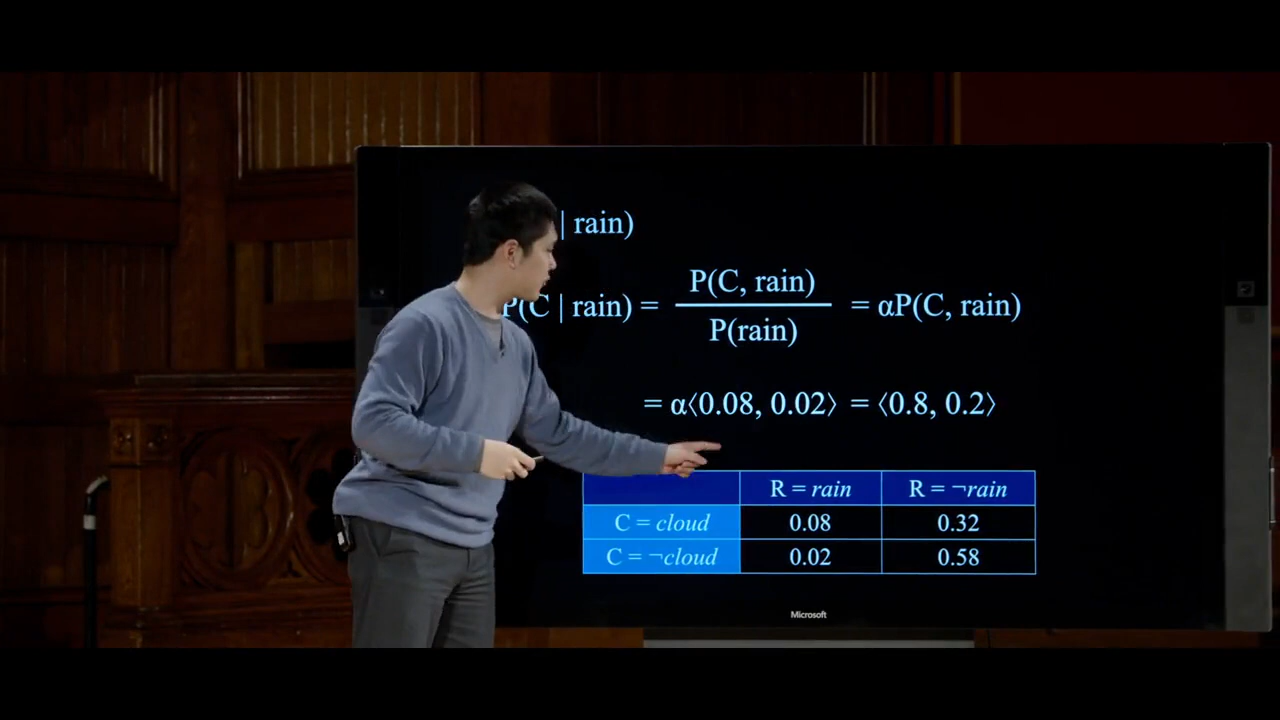 | rain)
P(C | rain) = P(C, rain) / P(rain) = αP(C, rain)
= α⟨0.08, 0.02⟩ = ⟨0.8, 0.2⟩
R = rain R = ¬rain
C = cloud 0.08 0.32
C = ¬cloud 0.02 0.58
Microsoft